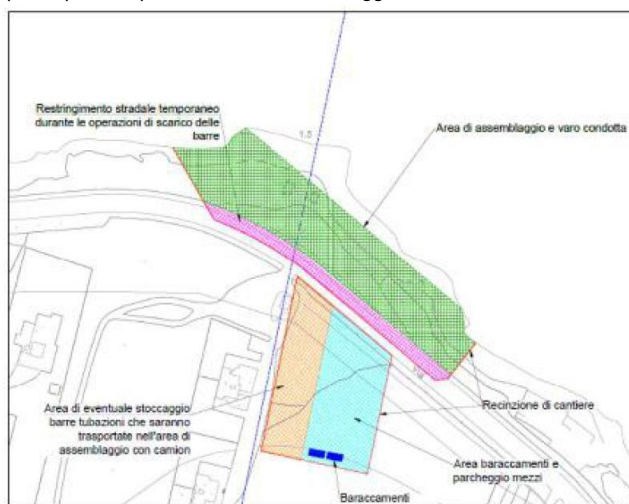 Restringimento stradale temporaneo
durante le operazioni di scarico delle
barre
1.5
Area di assemblaggio e varo condotta
Area di eventuale stoccaggio
barre tubazioni che saranno
trasportate nell'area di
assemblaggio con camion
Recinzione di cantiere
Area baraccamenti e
parcheggio mezzi
Baraccamenti